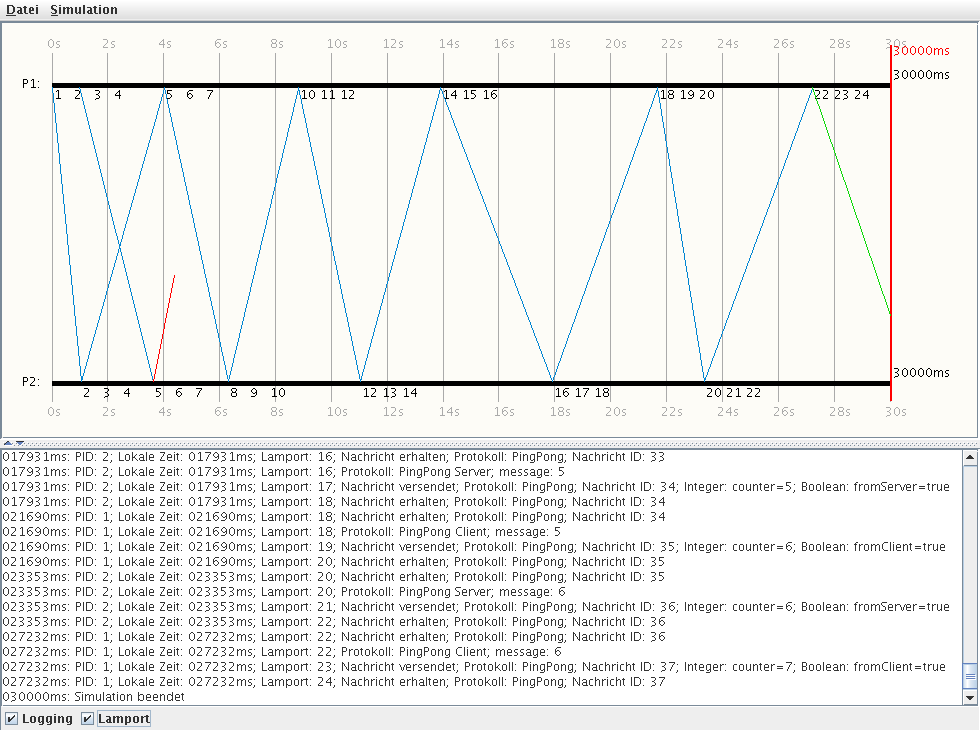 Datei Simulation
0s 2s 4s 6s 8s 10s 12s 14s 16s 18s 20s 22s 24s 26s 28s 30s
30000ms
30000ms
P1:
1 2 3 4 5 6 7 10 11 12 14 15 16 18 19 20 22 23 24
30000ms
P2:
2 3 4 5 6 7 8 9 10 12 13 14 16 17 18 20 21 22
0s 2s 4s 6s 8s 10s 12s 14s 16s 18s 20s 22s 24s 26s 28s 30s
017931ms: PID: 2; Lokale Zeit: 017931ms; Lamport: 16; Nachricht erhalten; Protokoll: PingPong; Nachricht ID: 33
017931ms: PID: 2; Lokale Zeit: 017931ms; Lamport: 16; Protokoll: PingPong Server; message: 5
017931ms: PID: 2; Lokale Zeit: 017931ms; Lamport: 17; Nachricht versendet; Protokoll: PingPong; Nachricht ID: 34; Integer: counter=5; Boolean: fromServer=true
017931ms: PID: 2; Lokale Zeit: 017931ms; Lamport: 18; Nachricht erhalten; Protokoll: PingPong; Nachricht ID: 34
021690ms: PID: 1; Lokale Zeit: 021690ms; Lamport: 18; Nachricht erhalten; Protokoll: PingPong; Nachricht ID: 34
021690ms: PID: 1; Lokale Zeit: 021690ms; Lamport: 18; Protokoll: PingPong Client; message: 5
021690ms: PID: 1; Lokale Zeit: 021690ms; Lamport: 19; Nachricht versendet; Protokoll: PingPong; Nachricht ID: 35; Integer: counter=6; Boolean: fromClient=true
021690ms: PID: 1; Lokale Zeit: 021690ms; Lamport: 20; Nachricht erhalten; Protokoll: PingPong; Nachricht ID: 35
023353ms: PID: 2; Lokale Zeit: 023353ms; Lamport: 20; Nachricht erhalten; Protokoll: PingPong; Nachricht ID: 35
023353ms: PID: 2; Lokale Zeit: 023353ms; Lamport: 20; Protokoll: PingPong Server; message: 6
023353ms: PID: 2; Lokale Zeit: 023353ms; Lamport: 21; Nachricht versendet; Protokoll: PingPong; Nachricht ID: 36; Integer: counter=6; Boolean: fromServer=true
023353ms: PID: 2; Lokale Zeit: 023353ms; Lamport: 22; Nachricht erhalten; Protokoll: PingPong; Nachricht ID: 36
027232ms: PID: 1; Lokale Zeit: 027232ms; Lamport: 22; Nachricht erhalten; Protokoll: PingPong; Nachricht ID: 36
027232ms: PID: 1; Lokale Zeit: 027232ms; Lamport: 22; Protokoll: PingPong Client; message: 6
027232ms: PID: 1; Lokale Zeit: 027232ms; Lamport: 23; Nachricht versendet; Protokoll: PingPong; Nachricht ID: 37; Integer: counter=7; Boolean: fromClient=true
027232ms: PID: 1; Lokale Zeit: 027232ms; Lamport: 24; Nachricht erhalten; Protokoll: PingPong; Nachricht ID: 37
030000ms: Simulation beendet
Logging Lamport